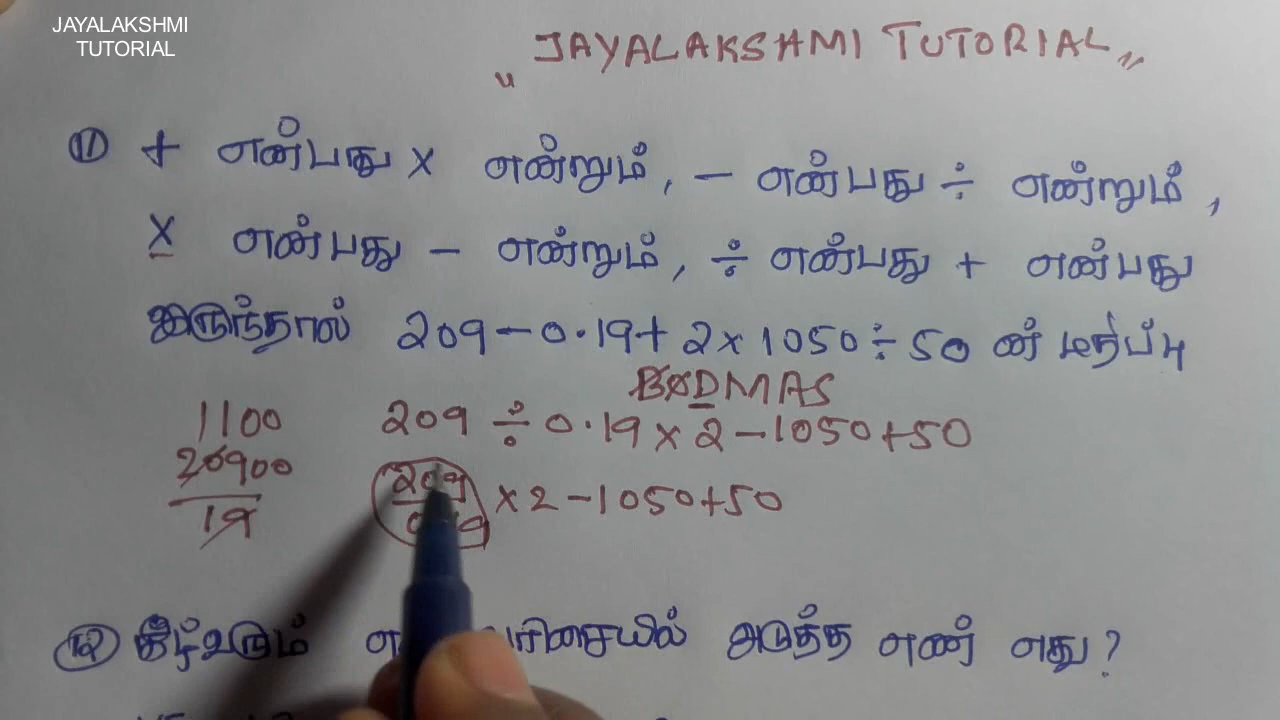 JAYALAKSHMI
TUTORIAL
„ JAYALAKSHMI TUTORIAL „
11 + என்பது × என்றும், – என்பது ÷ என்றும்,
× என்பது – என்றும், ÷ என்பது + என்பது
இருந்தால் 209 – 0.19 + 2 × 1050 ÷ 50 ன் மதிப்பு
BODMAS
1100 209 ÷ 0.19 × 2 – 1050 + 50
20900
19
209 × 2 – 1050 + 50
12 கீழ்வரும் வரிசையில் அடுத்த எண் எது?